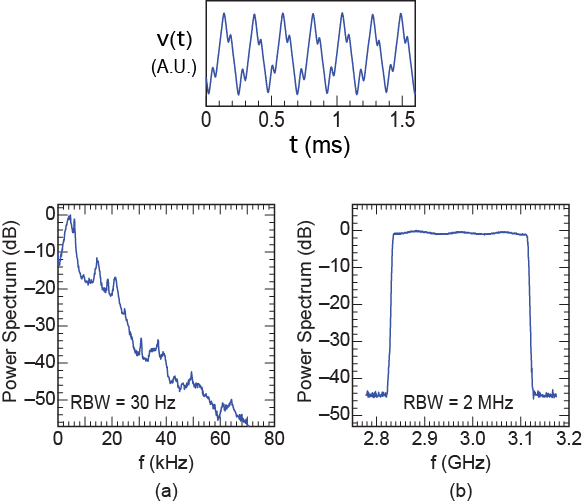 v(t)
(A.U.)
0 0.5 1 1.5
t (ms)
0
−10
−20
−30
−40
−50
Power Spectrum (dB)
RBW = 30 Hz
0 20 40 60 80
f (kHz)
(a)
0
−10
−20
−30
−40
−50
Power Spectrum (dB)
RBW = 2 MHz
2.8 2.9 3.0 3.1 3.2
f (GHz)
(b)